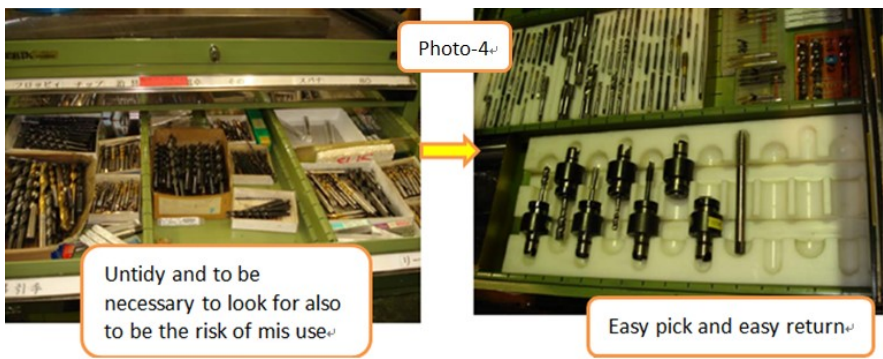 Photo-4
Untidy and to be
necessary to look for also
to be the risk of mis use
Easy pick and easy return